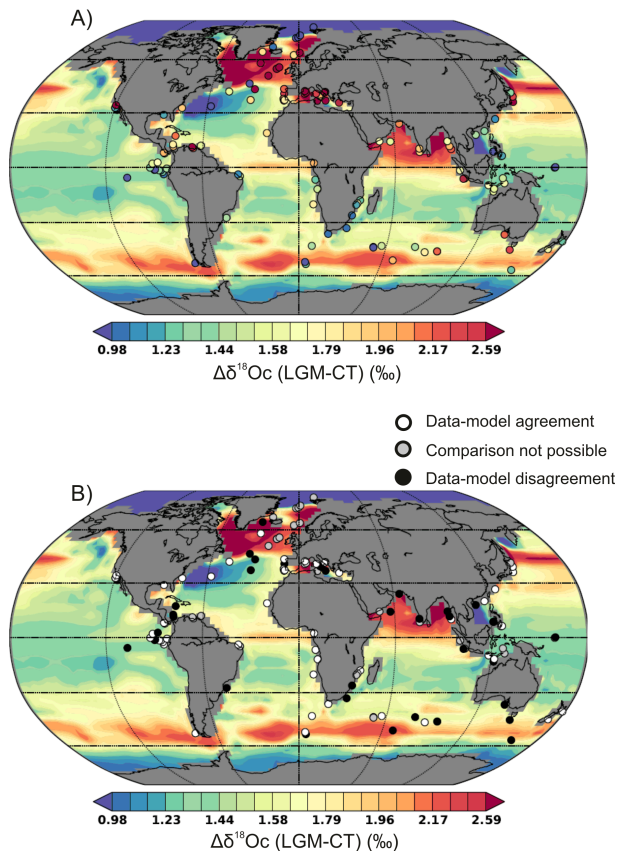 A)
0.98 1.23 1.44 1.58 1.79 1.96 2.17 2.59
Δδ¹⁸Oc (LGM-CT) (‰)
Data-model agreement
Comparison not possible
Data-model disagreement
B)
0.98 1.23 1.44 1.58 1.79 1.96 2.17 2.59
Δδ¹⁸Oc (LGM-CT) (‰)